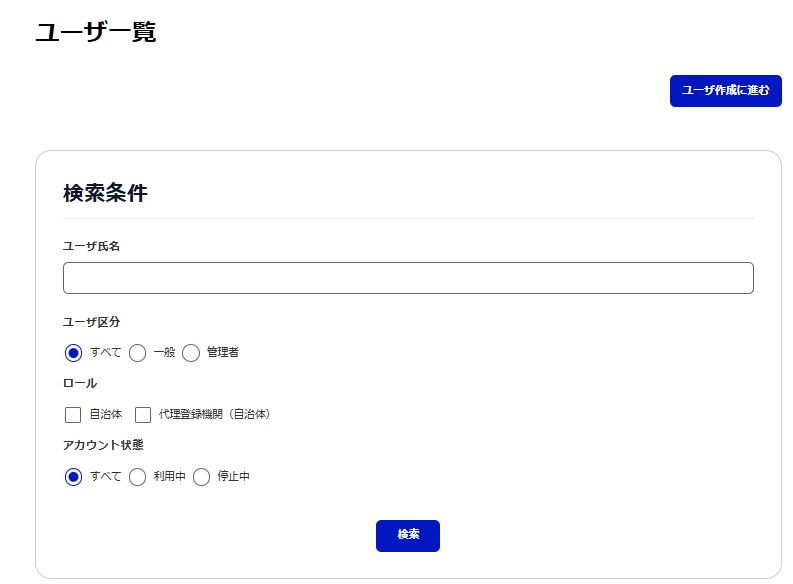 ユーザ一覧
ユーザ作成に進む
検索条件
ユーザ氏名
ユーザ区分
すべて 一般 管理者
ロール
自治体 代理登録機関（自治体）
アカウント状態
すべて 利用中 停止中
検索